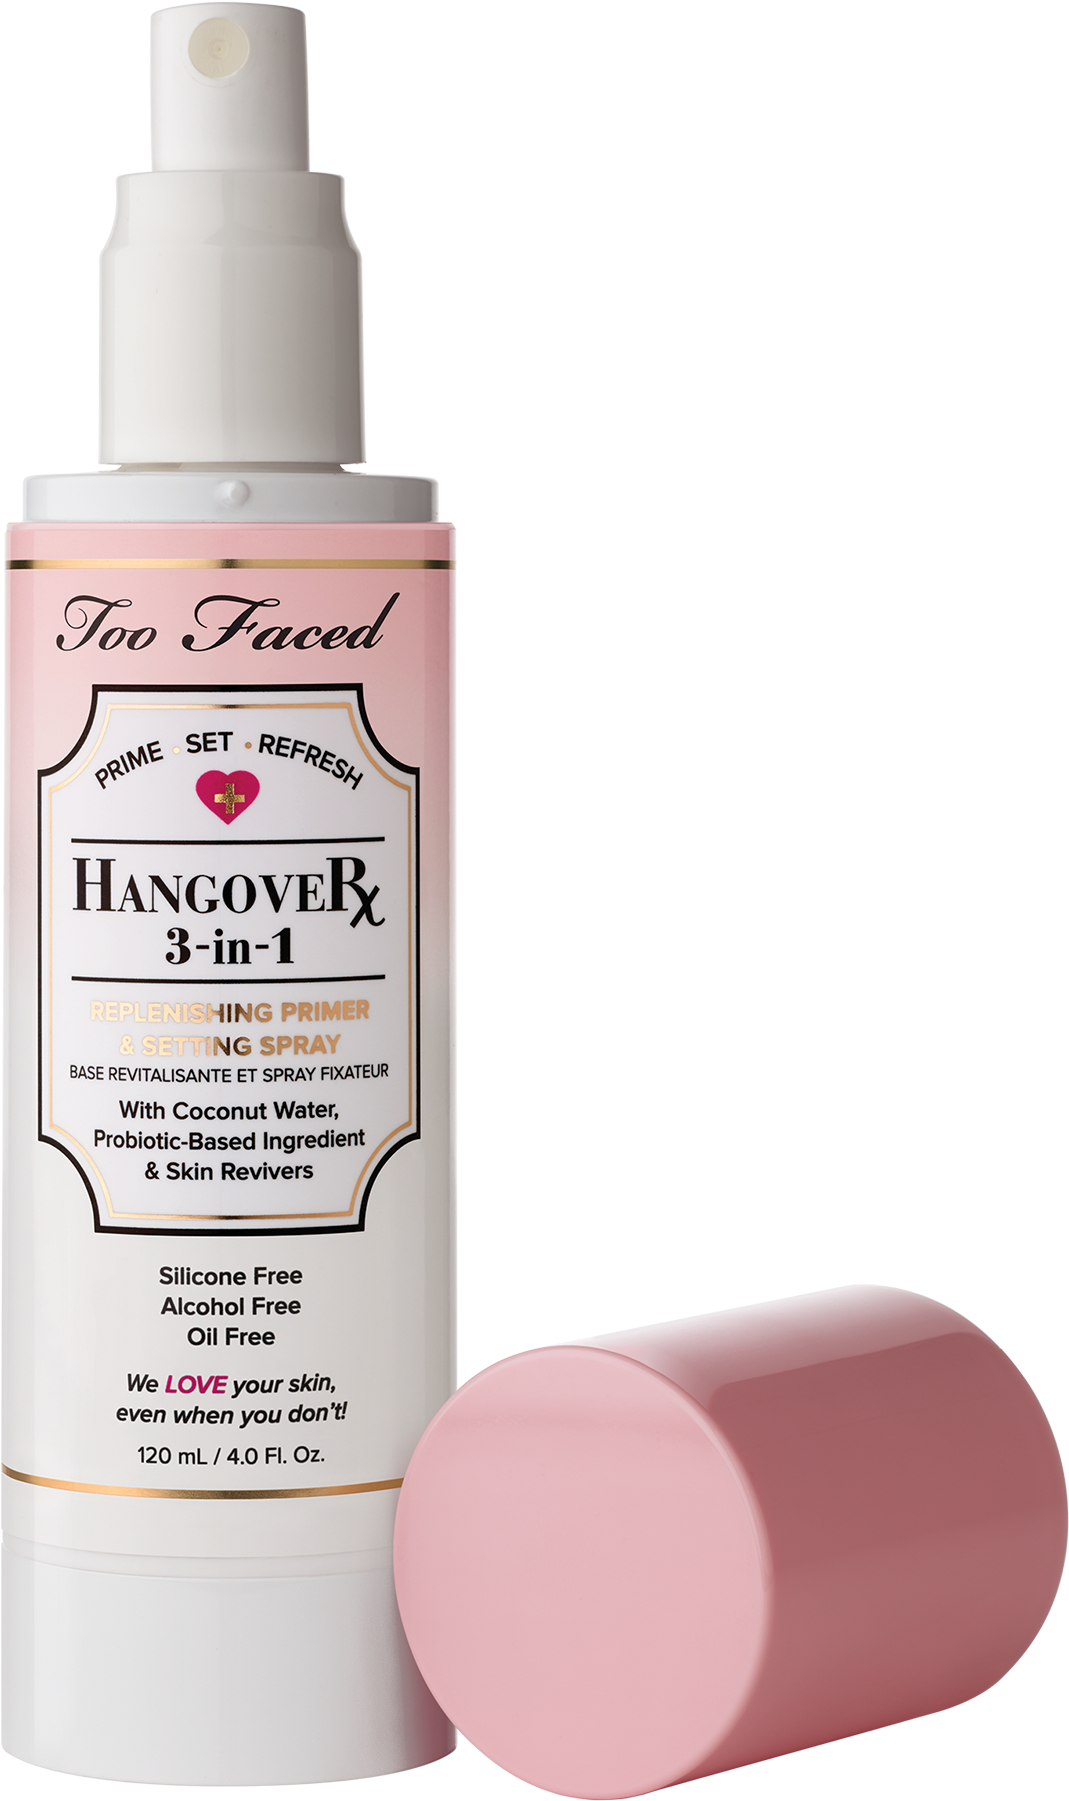 Too Faced
PRIME • SET • REFRESH
HANGOVERx
3-in-1
REPLENISHING PRIMER
& SETTING SPRAY
BASE REVITALISANTE ET SPRAY FIXATEUR
With Coconut Water,
Probiotic-Based Ingredient
& Skin Revivers
Silicone Free
Alcohol Free
Oil Free
We LOVE your skin,
even when you don't!
120 mL / 4.0 Fl. Oz.